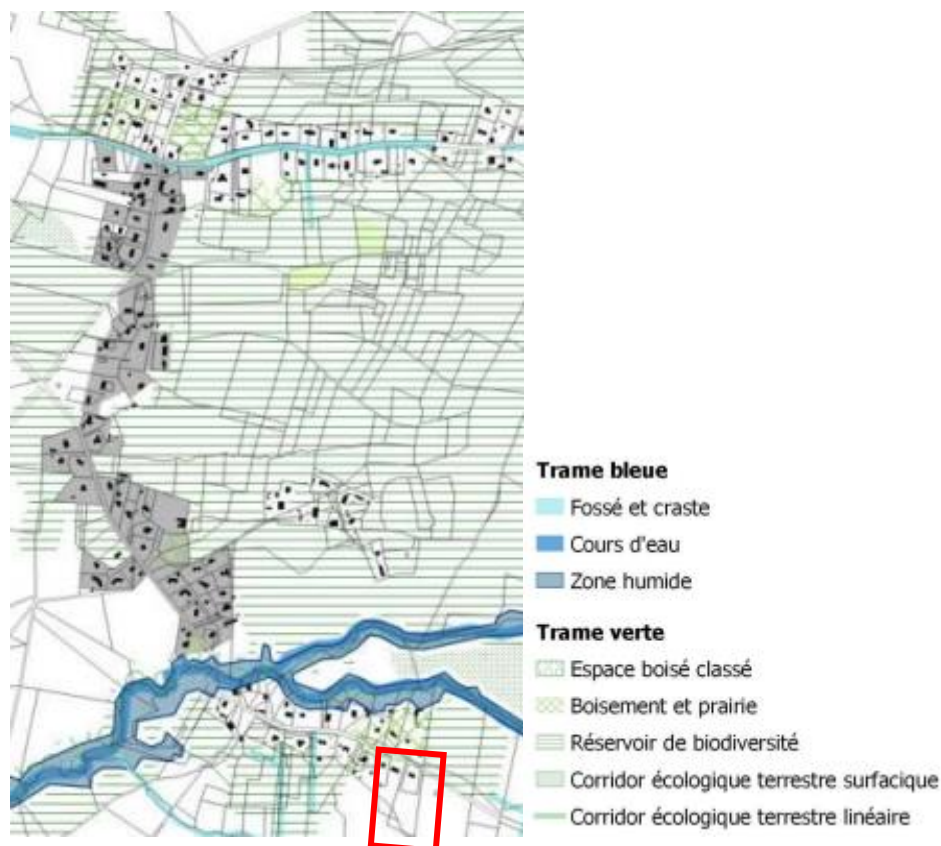 Trame bleue
Fossé et craste
Cours d'eau
Zone humide
Trame verte
Espace boisé classé
Boisement et prairie
Réservoir de biodiversité
Corridor écologique terrestre surfacique
Corridor écologique terrestre linéaire